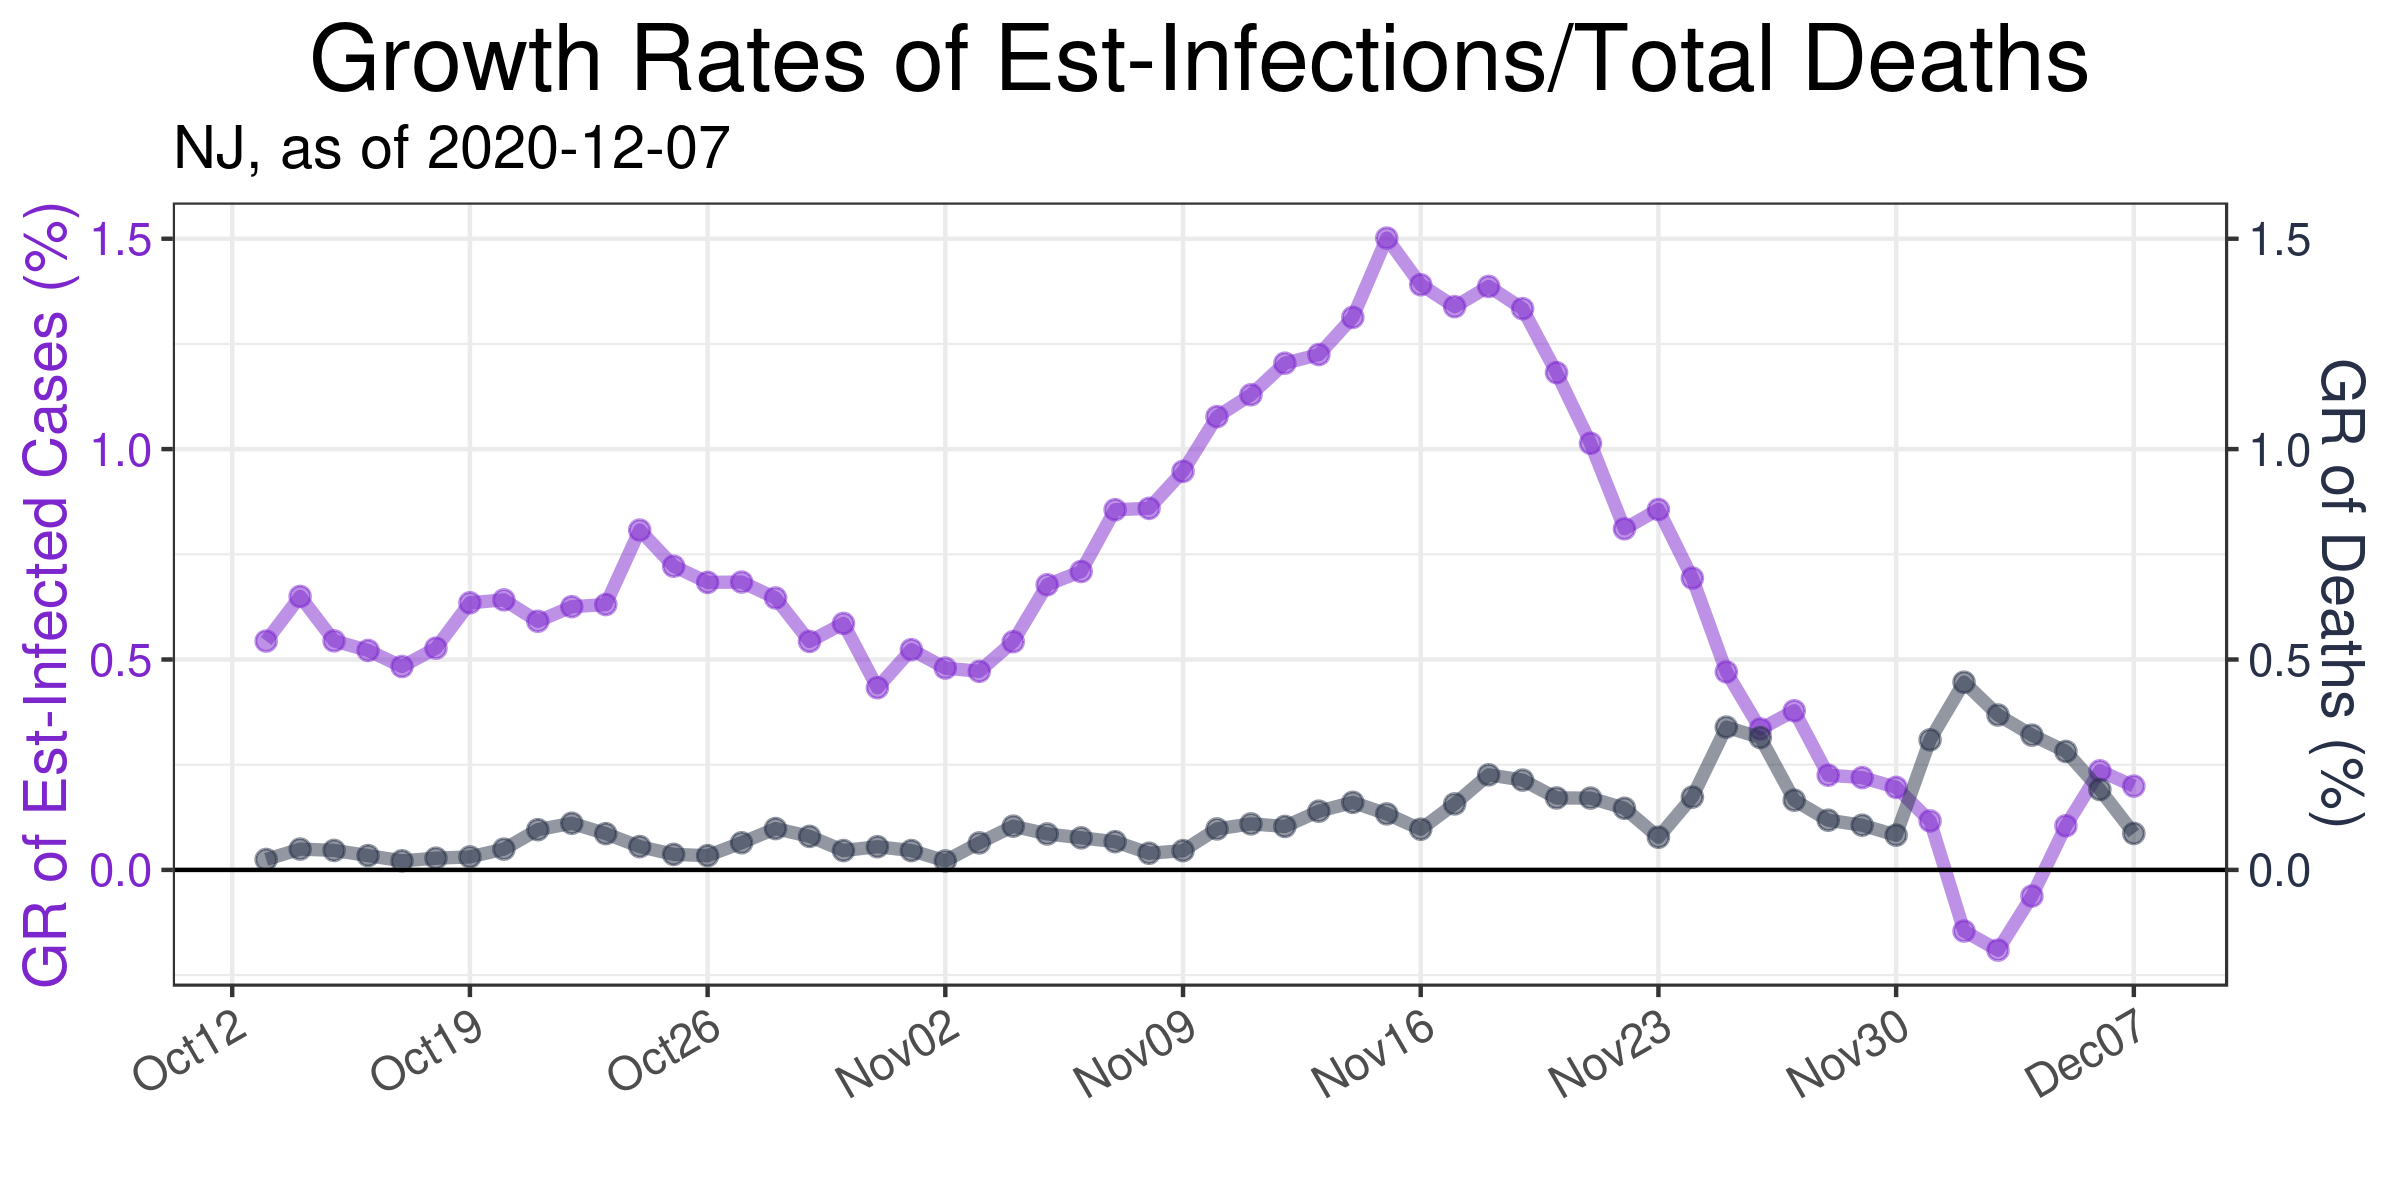 Growth Rates of Est-Infections/Total Deaths
NJ, as of 2020-12-07
GR of Est-Infected Cases (%)
1.5
1.0
0.5
0.0
1.5
1.0
0.5
0.0
GR of Deaths (%)
Oct12
Oct19
Oct26
Nov02
Nov09
Nov16
Nov23
Nov30
Dec07